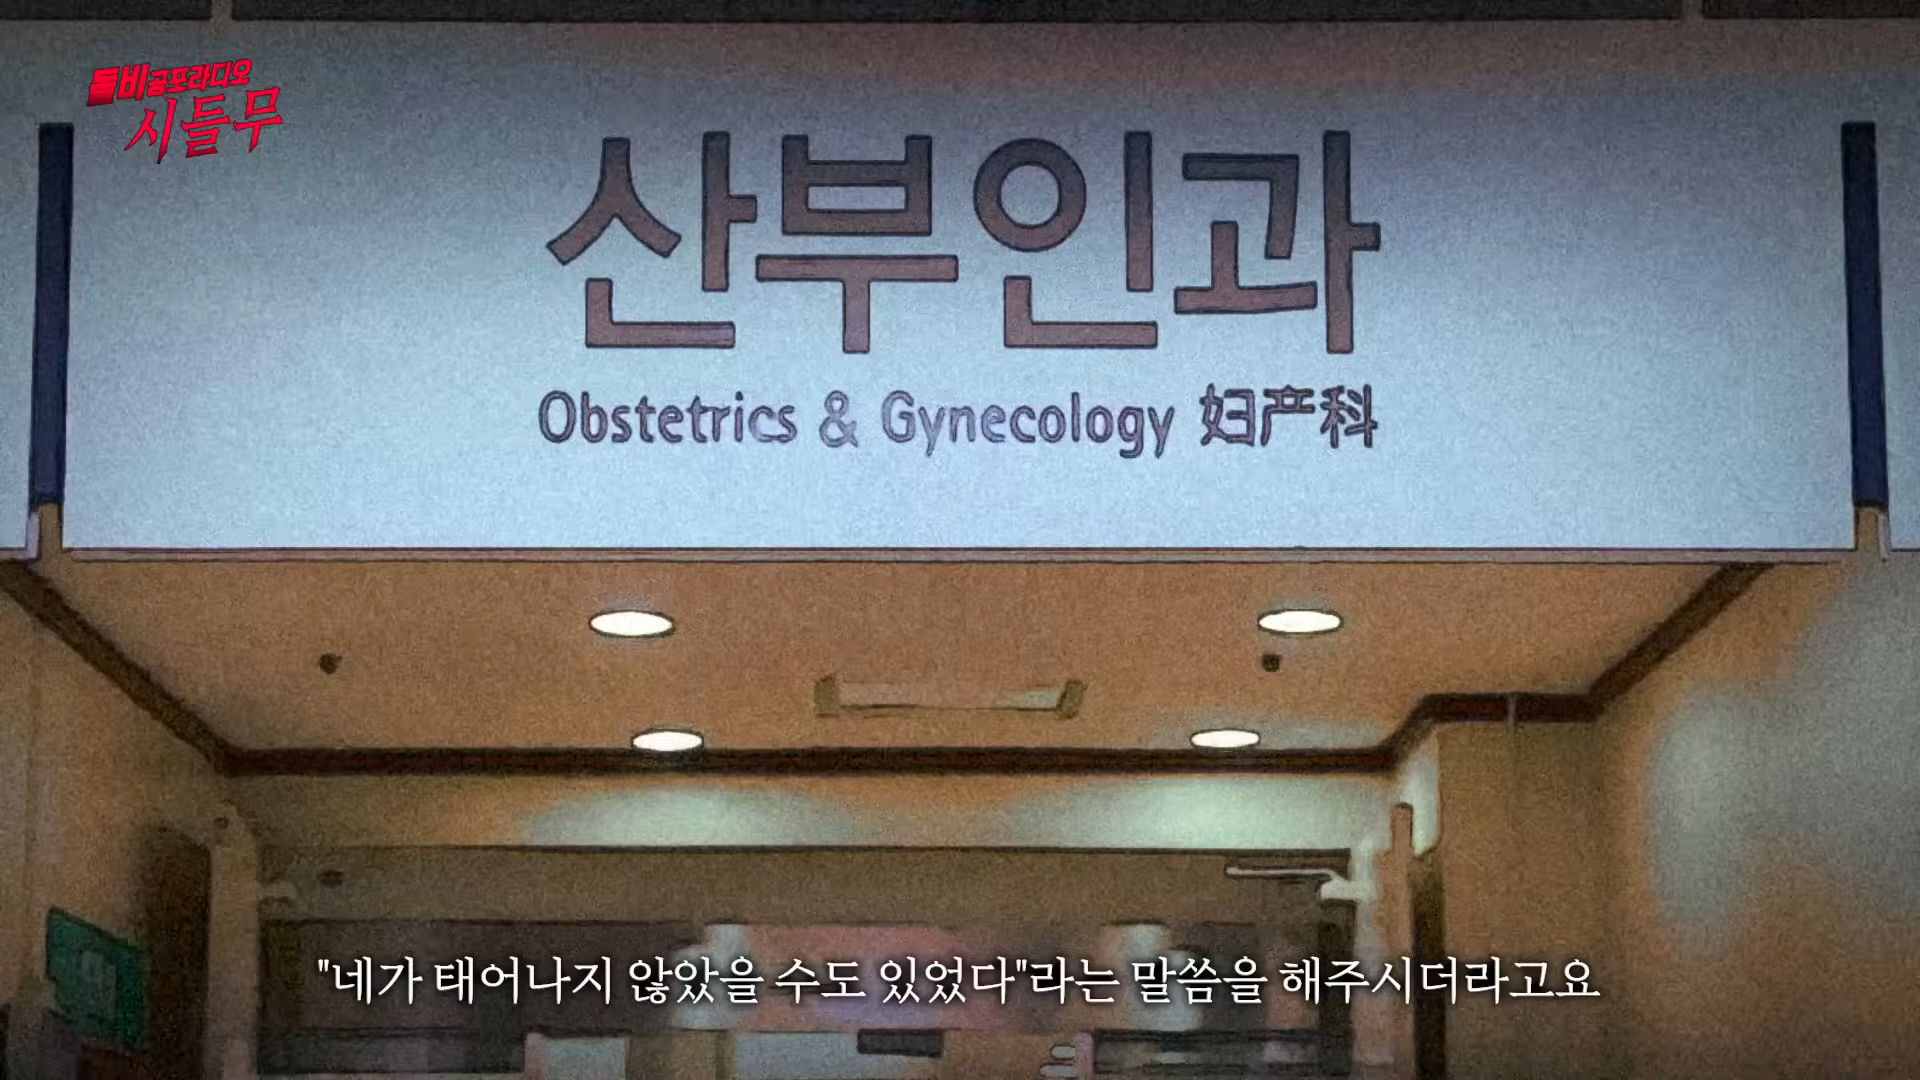 돌비공포라디오
시들무
산부인과
Obstetrics & Gynecology 妇产科
"네가 태어나지 않았을 수도 있었다"라는 말씀을 해주시더라고요